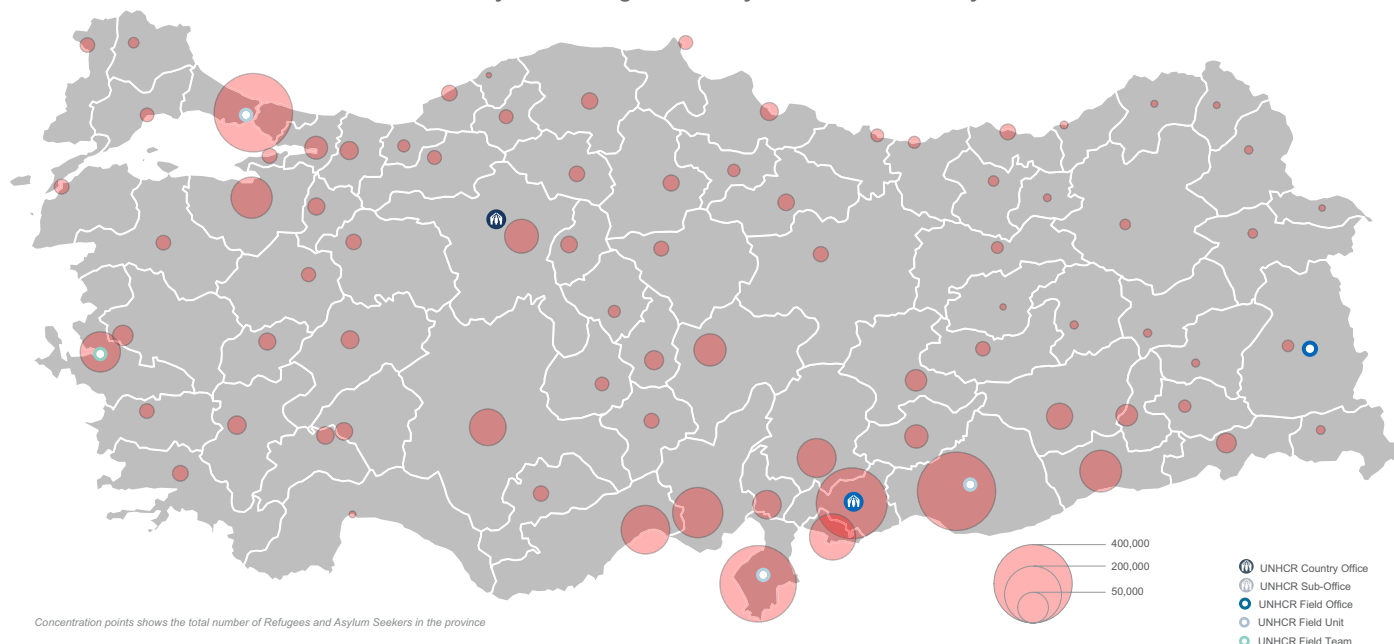 400,000
200,000
50,000
UNHCR Country Office
UNHCR Sub-Office
UNHCR Field Office
UNHCR Field Unit
UNHCR Field Team
Concentration points shows the total number of Refugees and Asylum Seekers in the province